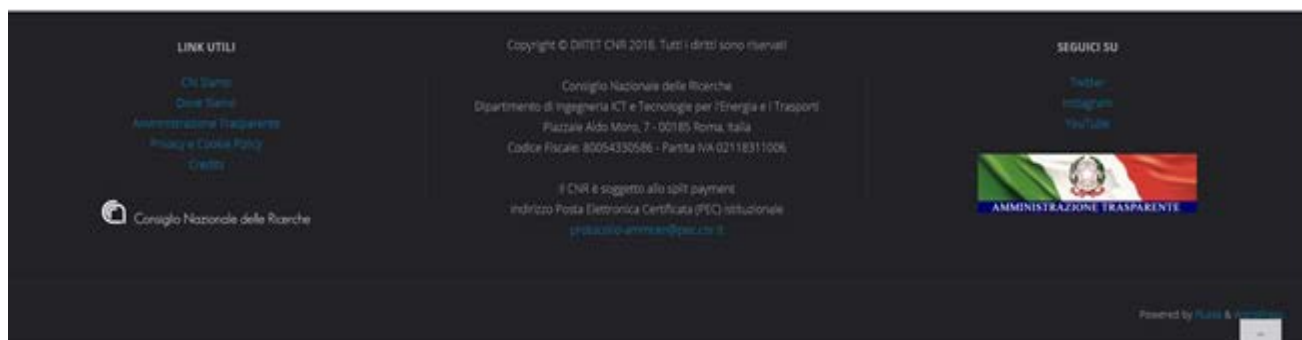 LINK UTILI
Chi Siamo
Dove Siamo
Amministrazione Trasparente
Privacy e Cookie Policy
Credits
Consiglio Nazionale delle Ricerche
Copyright © DIITET CNR 2018. Tutti i diritti sono riservati
Consiglio Nazionale delle Ricerche
Dipartimento di Ingegneria ICT e Tecnologie per l'Energia e i Trasporti
Piazzale Aldo Moro, 7 - 00185 Roma, Italia
Codice Fiscale: 80054330586 - Partita IVA 02118311006
Il CNR è soggetto allo split payment
indirizzo Posta Elettronica Certificata (PEC) istituzionale
SEGUICI SU
Twitter
Instagram
YouTube
AMMINISTRAZIONE TRASPARENTE
Powered by &